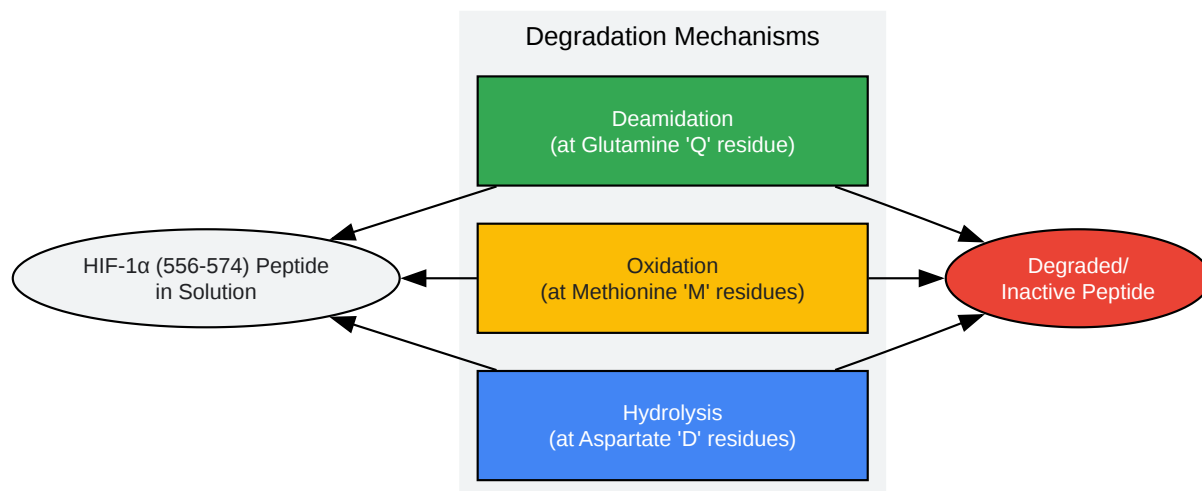 Degradation Mechanisms
Deamidation
(at Glutamine 'Q' residue)
HIF-1α (556-574) Peptide
in Solution
Oxidation
(at Methionine 'M' residues)
Degraded/
Inactive Peptide
Hydrolysis
(at Aspartate 'D' residues)